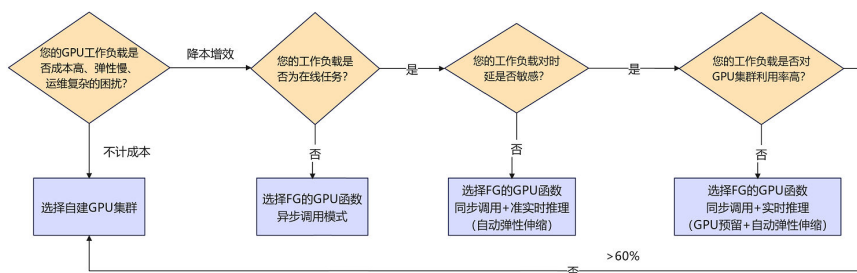 您的GPU工作负载是
否成本高、弹性慢、
运维复杂的困扰?
降本增效
您的工作负载是
否为在线任务?
是
您的工作负载对时
延是否敏感?
是
您的工作负载是否对
GPU集群利用率高?
不计成本
否
否
否
选择自建GPU集群
选择FG的GPU函数
异步调用模式
选择FG的GPU函数
同步调用+准实时推理
(自动弹性伸缩)
选择FG的GPU函数
同步调用+实时推理
(GPU预留+自动弹性伸缩)
>60%
否